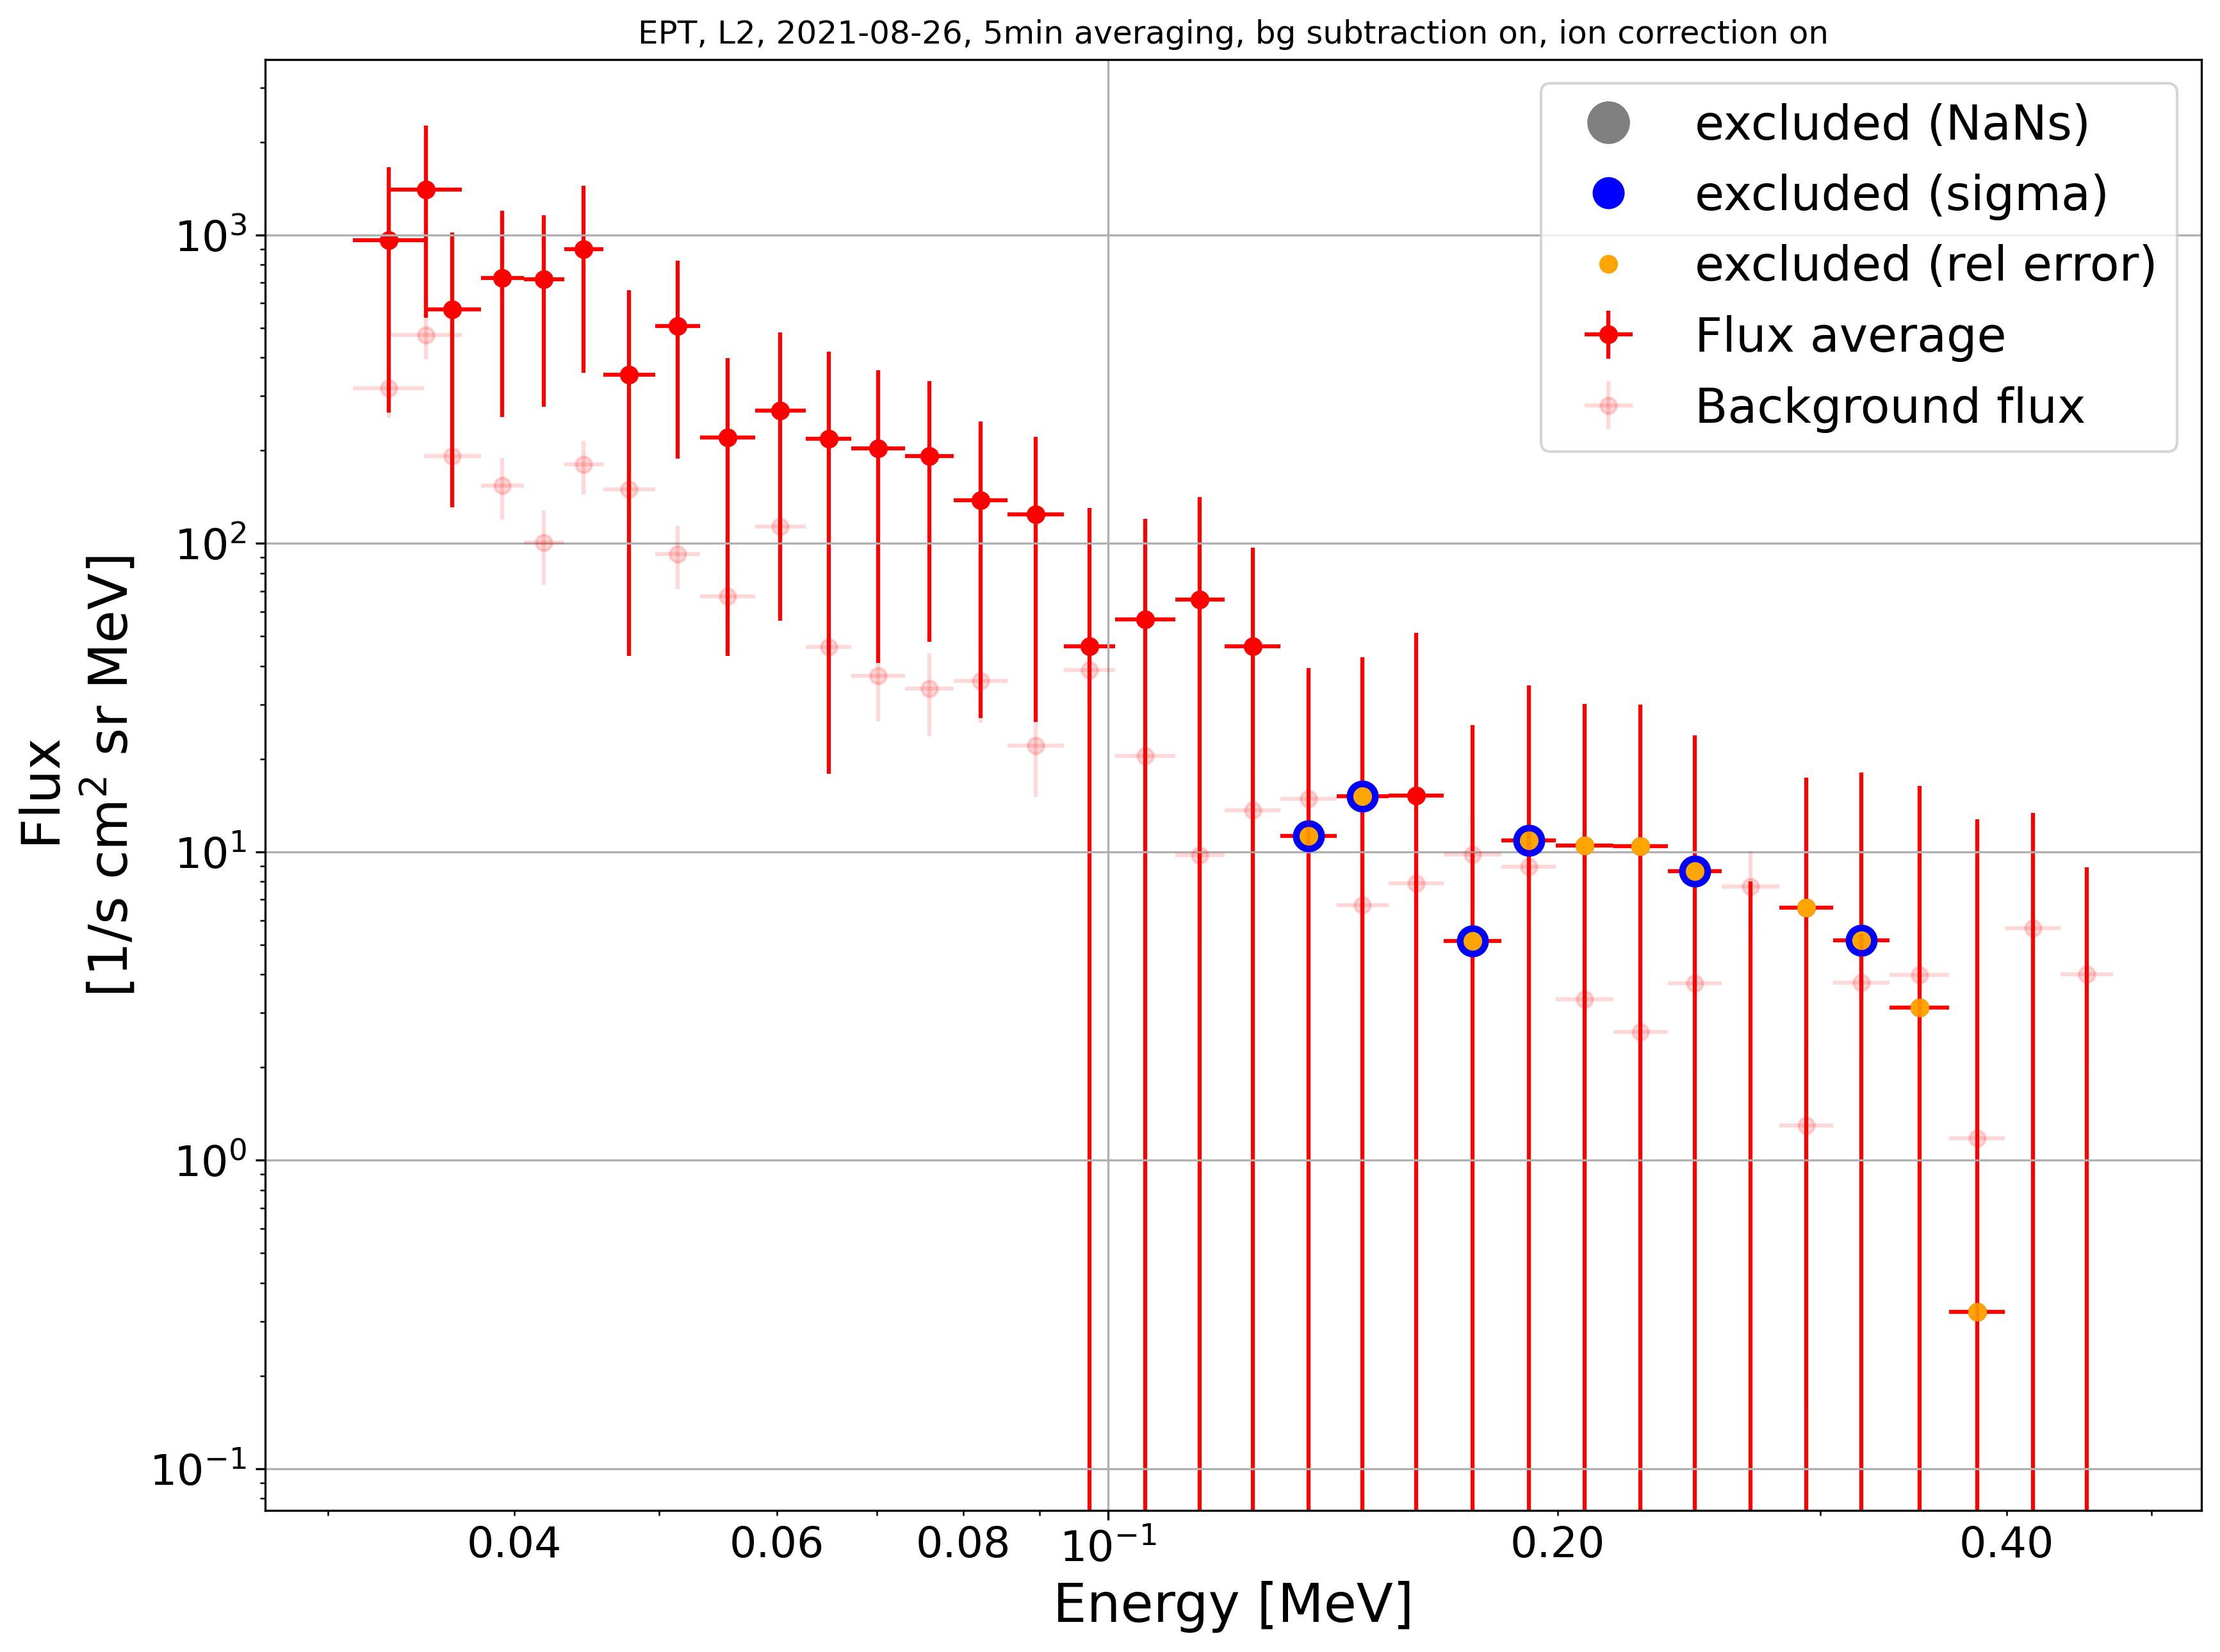 EPT, L2, 2021-08-26, 5min averaging, bg subtraction on, ion correction on
excluded (NaNs)
excluded (sigma)
excluded (rel error)
Flux average
Background flux
10³
10²
10¹
10⁰
10⁻¹
Flux
[1/s cm² sr MeV]
0.04
0.06
0.08
10⁻¹
0.20
0.40
Energy [MeV]